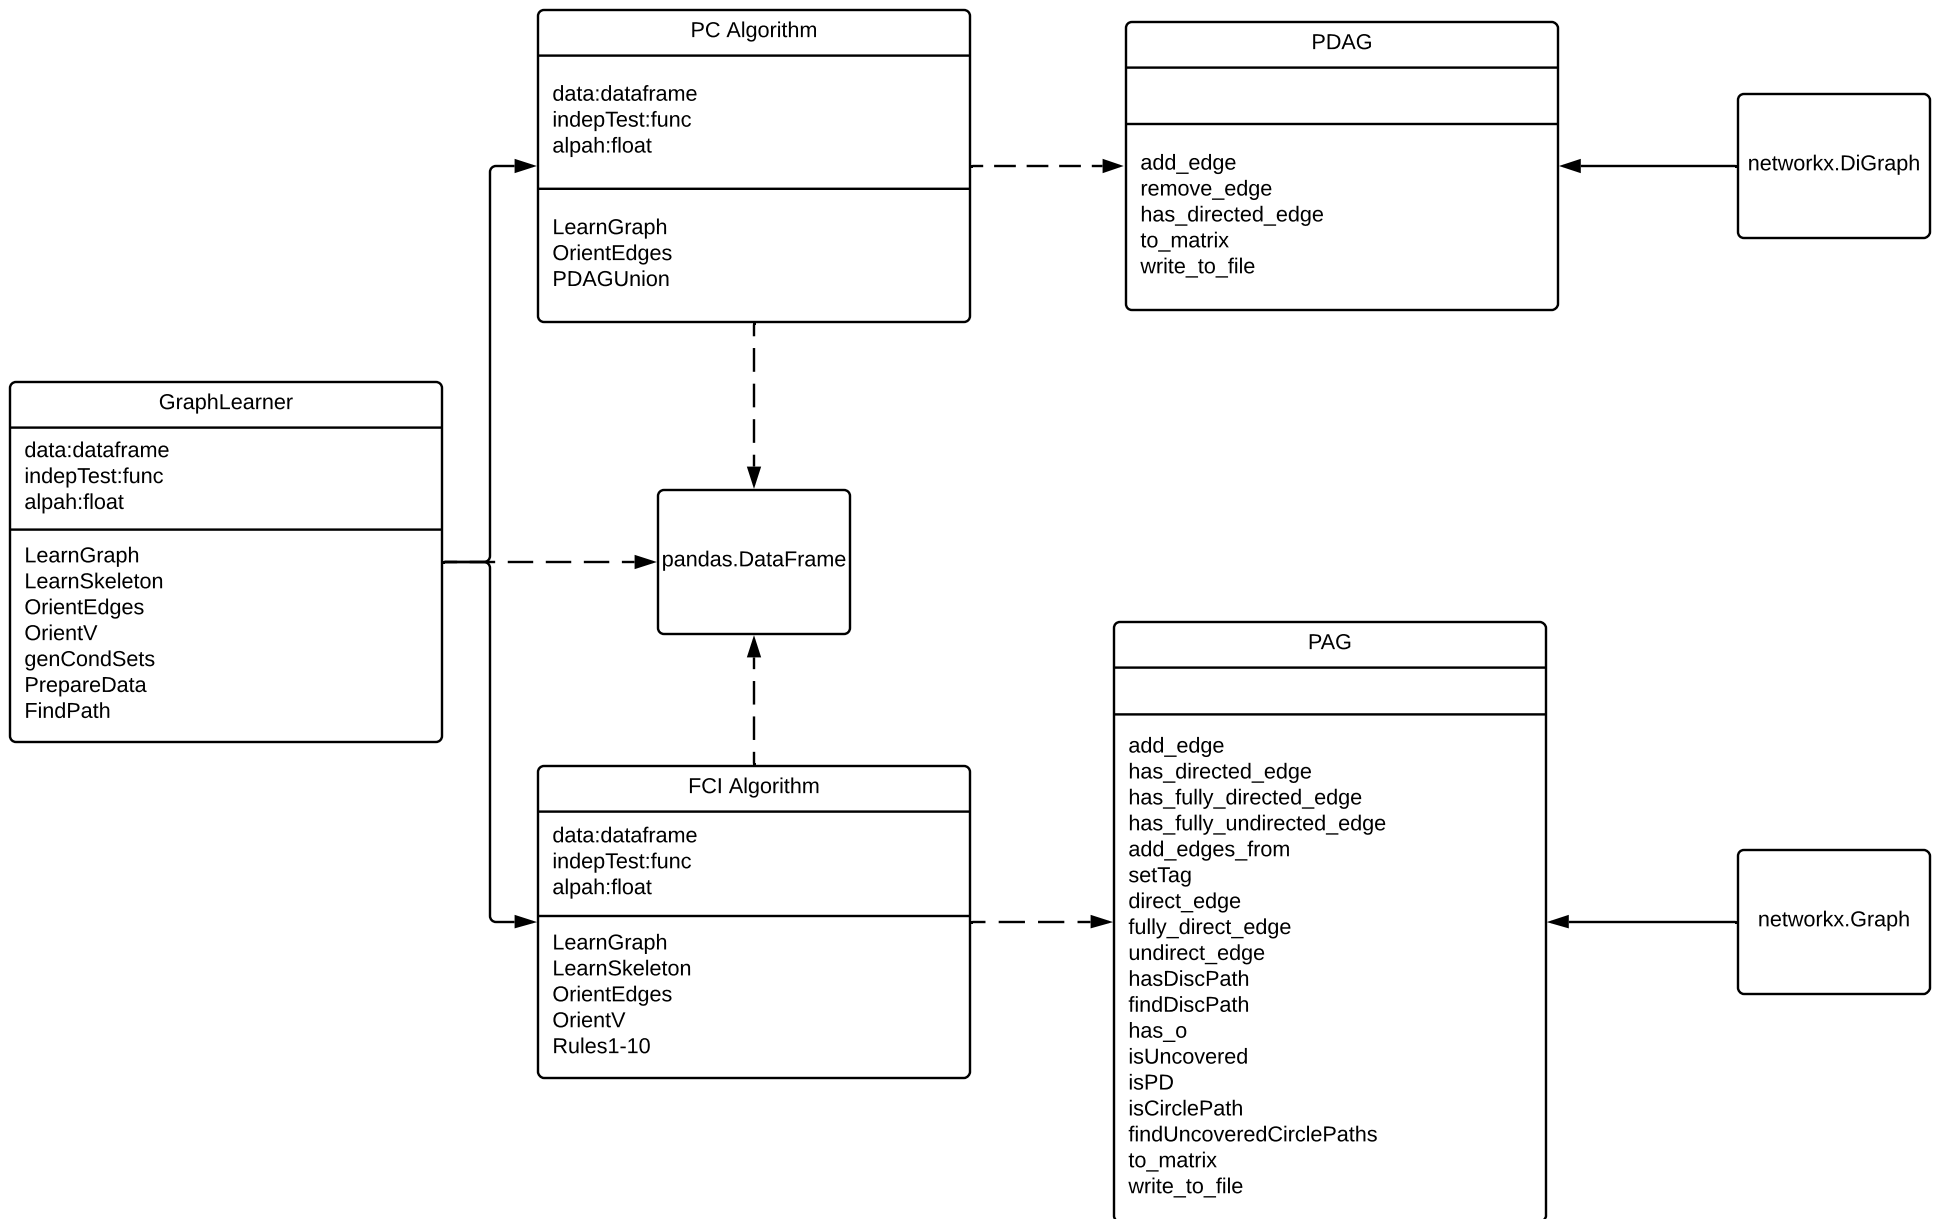 PC Algorithm
data:dataframe
indepTest:func
alpah:float
LearnGraph
OrientEdges
PDAGUnion
PDAG
add_edge
remove_edge
has_directed_edge
to_matrix
write_to_file
networkx.DiGraph
GraphLearner
data:dataframe
indepTest:func
alpah:float
LearnGraph
LearnSkeleton
OrientEdges
OrientV
genCondSets
PrepareData
FindPath
pandas.DataFrame
FCI Algorithm
data:dataframe
indepTest:func
alpah:float
LearnGraph
LearnSkeleton
OrientEdges
OrientV
Rules1-10
PAG
add_edge
has_directed_edge
has_fully_directed_edge
has_fully_undirected_edge
add_edges_from
setTag
direct_edge
fully_direct_edge
undirect_edge
hasDiscPath
findDiscPath
has_o
isUncovered
isPD
isCirclePath
findUncoveredCirclePaths
to_matrix
write_to_file
networkx.Graph